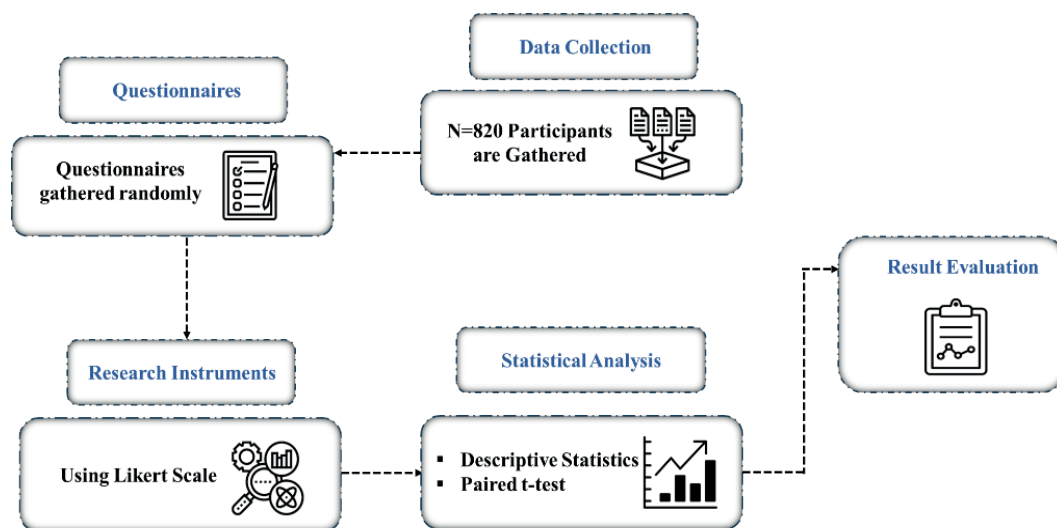 Data Collection
N=820 Participants
are Gathered
Questionnaires
Questionnaires
gathered randomly
Research Instruments
Using Likert Scale
Statistical Analysis
▪ Descriptive Statistics
▪ Paired t-test
Result Evaluation